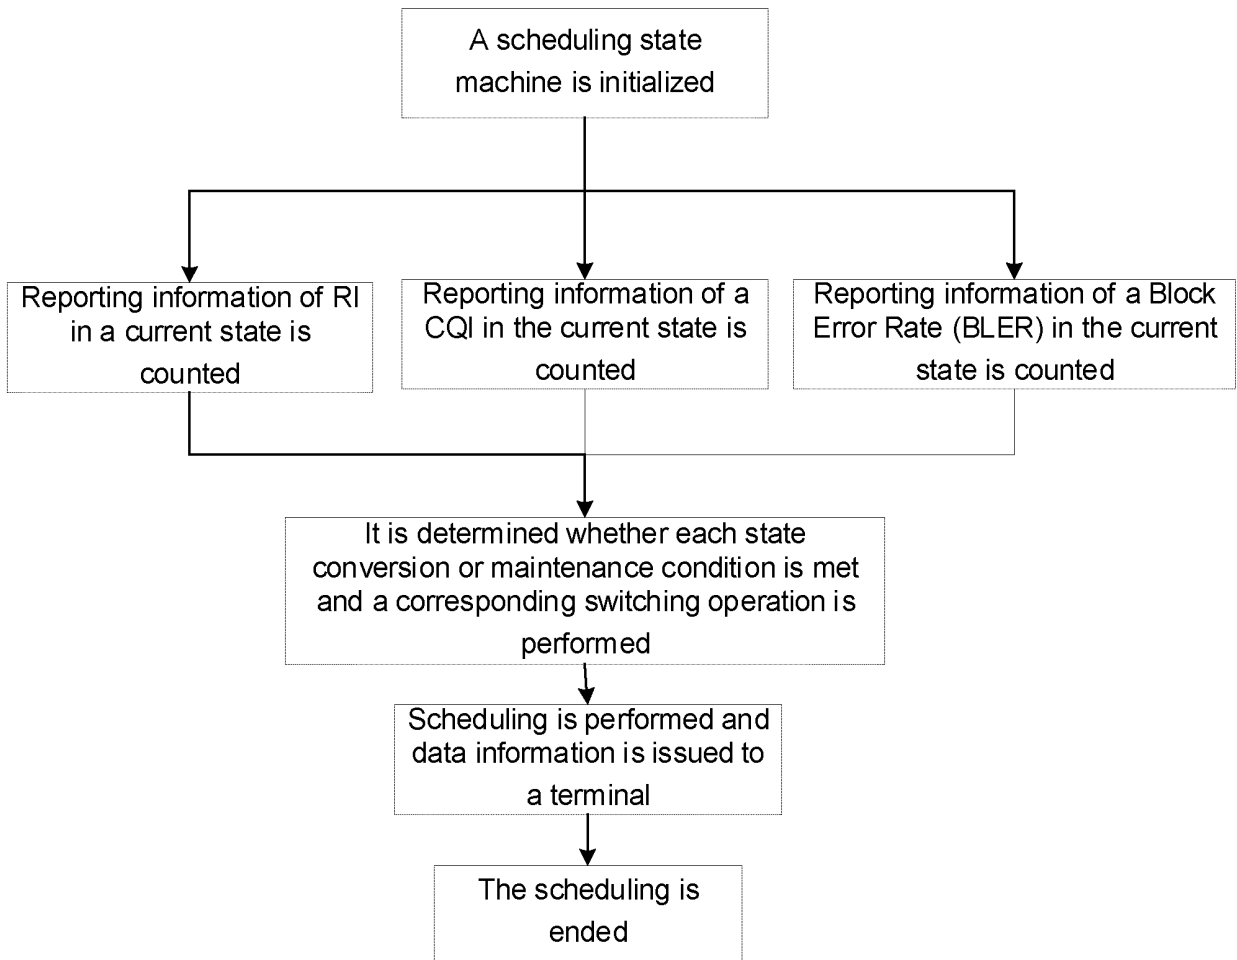 A scheduling state
machine is initialized
Reporting information of RI
in a current state is
counted
Reporting information of a
CQI in the current state is
counted
Reporting information of a Block
Error Rate (BLER) in the current
state is counted
It is determined whether each state
conversion or maintenance condition is met
and a corresponding switching operation is
performed
Scheduling is performed and
data information is issued to
a terminal
The scheduling is
ended